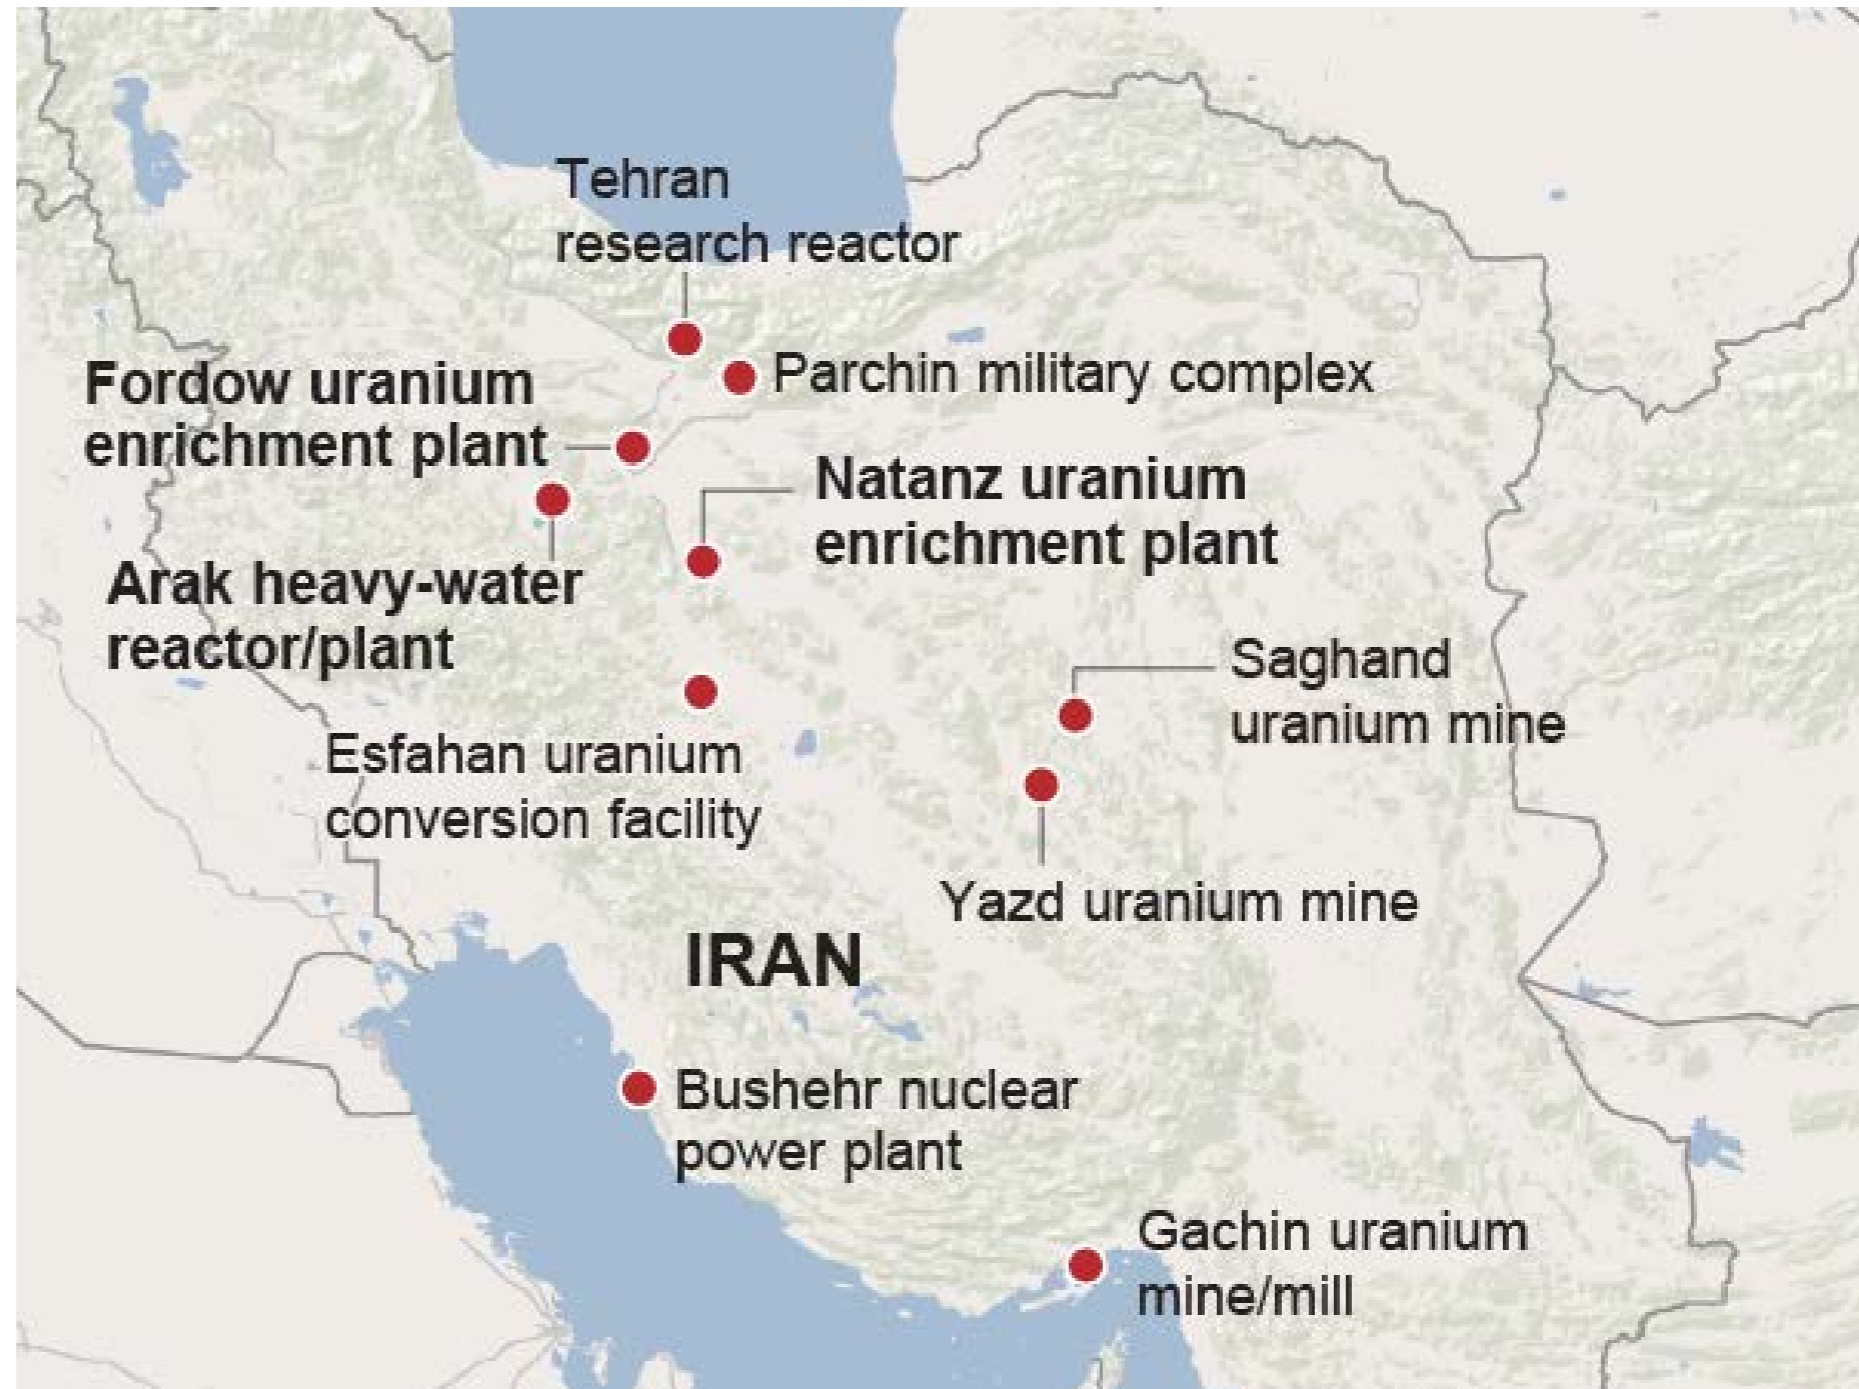 Tehran
research reactor
Parchin military complex
Fordow uranium
enrichment plant
Natanz uranium
enrichment plant
Arak heavy-water
reactor/plant
Saghand
uranium mine
Esfahan uranium
conversion facility
Yazd uranium mine
IRAN
Bushehr nuclear
power plant
Gachin uranium
mine/mill